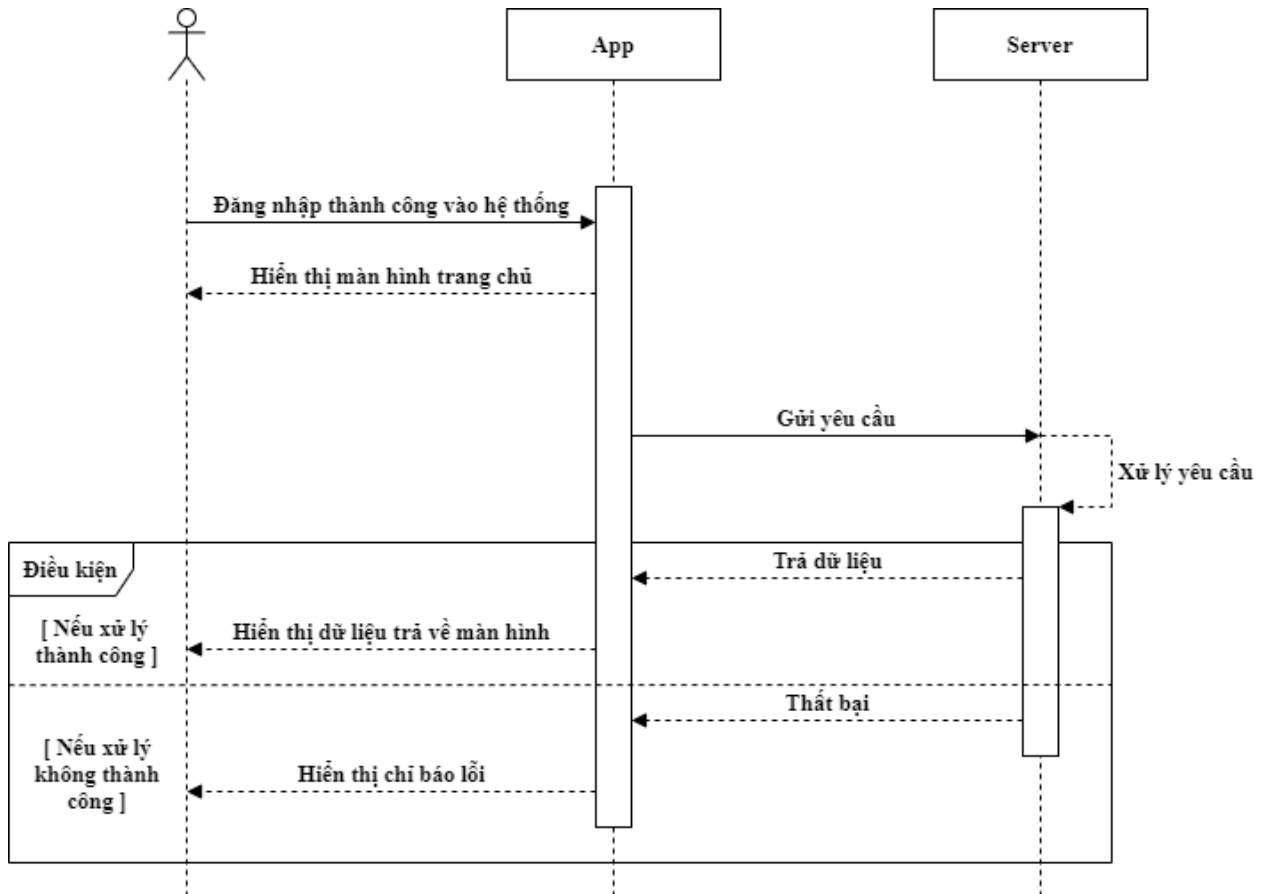 App
Server
Đăng nhập thành công vào hệ thống
Hiển thị màn hình trang chủ
Gửi yêu cầu
Xử lý yêu cầu
Điều kiện
Trả dữ liệu
[ Nếu xử lý
thành công ]
Hiển thị dữ liệu trả về màn hình
Thất bại
[ Nếu xử lý
không thành
công ]
Hiển thị chỉ báo lỗi